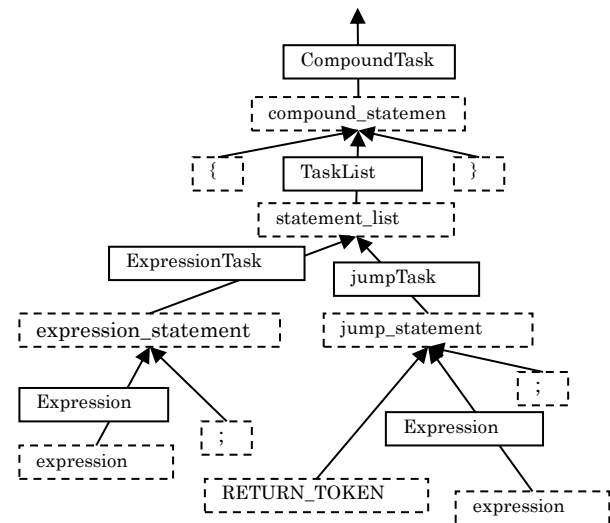 CompoundTask
compound_statemen
{
TaskList
}
statement_list
ExpressionTask
jumpTask
expression_statement
jump_statement
Expression
;
;
Expression
expression
RETURN_TOKEN
expression